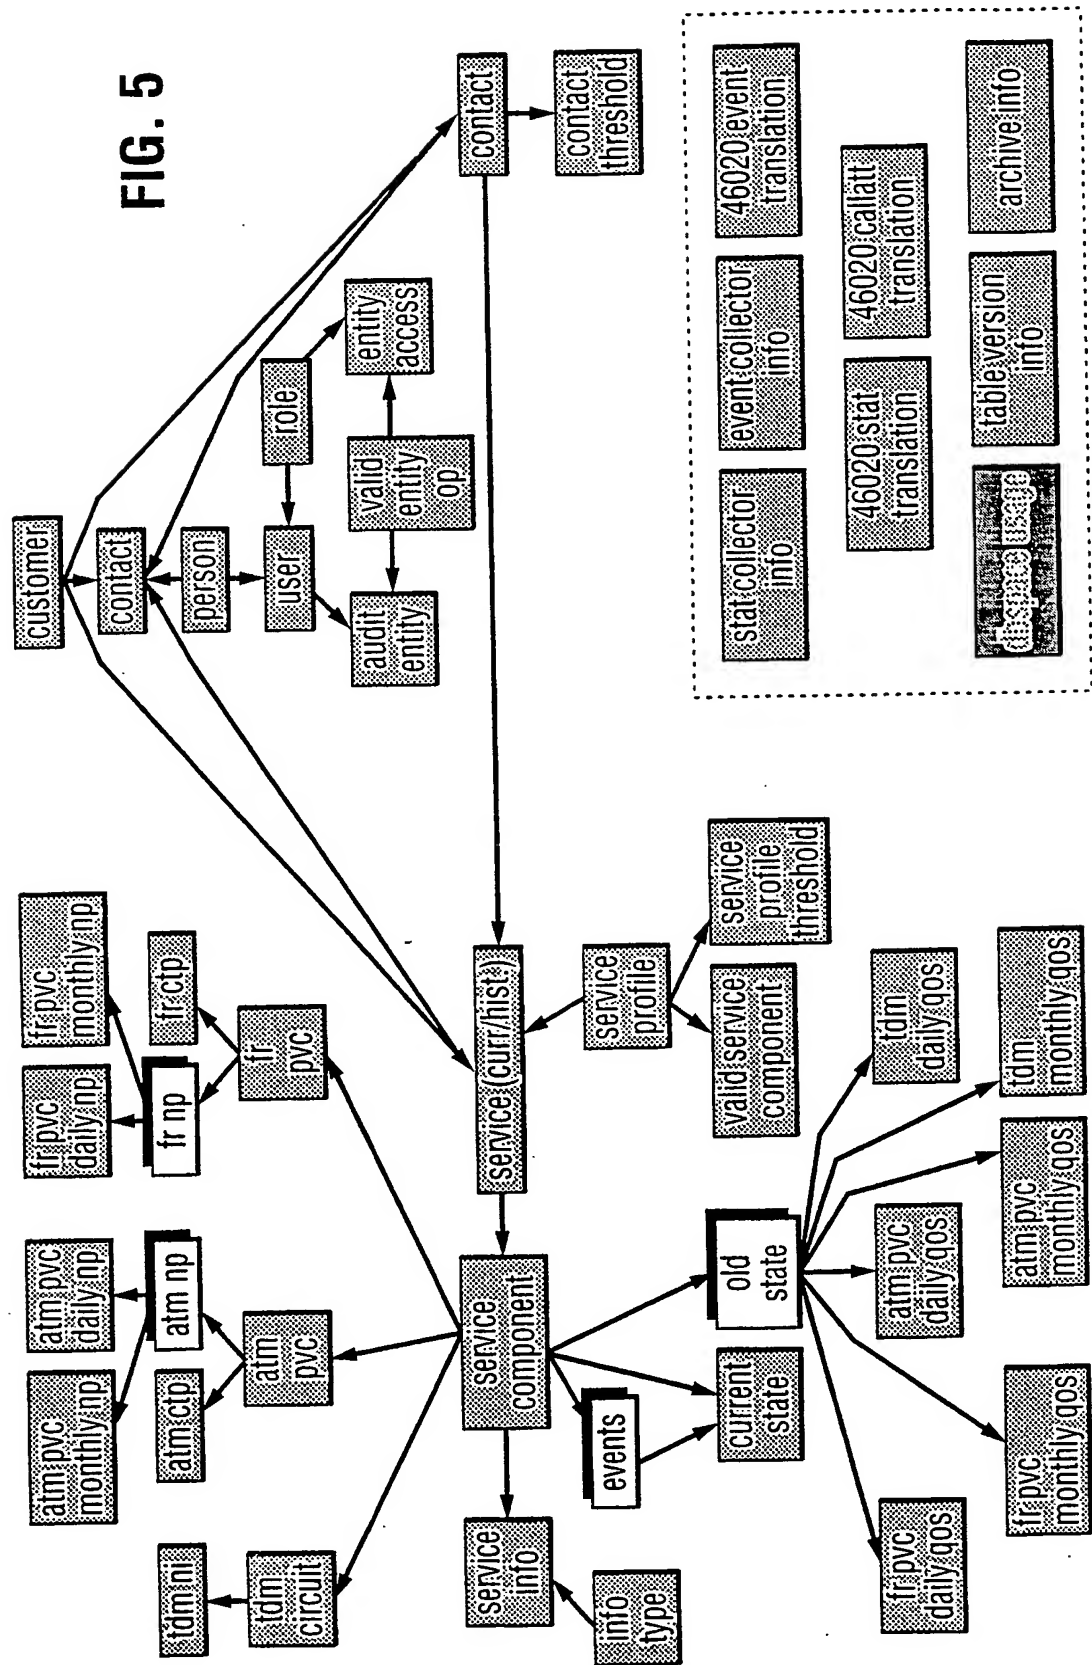 FIG. 5
customer
contact
person
user
role
audit
entity
valid
entity
op
entity
access
contact
contact
threshold
fr pvc
monthly np
fr pvc
daily np
fr ctp
fr np
fr
pvc
atm pvc
daily np
atm pvc
monthly np
atm np
atm ctp
atm
pvc
tdm ni
tdm
circuit
service (curr/hist)
service
component
service
info
info
type
events
current
state
old
state
service
profile
service
profile
threshold
valid service
component
tdm
daily qos
tdm
monthly qos
atm pvc
monthly qos
atm pvc
daily qos
fr pvc
monthly qos
fr pvc
daily qos
stat collector
info
event collector
info
46020 event
translation
46020 stat
translation
46020 callatt
translation
dbspace usage
table version
info
archive info